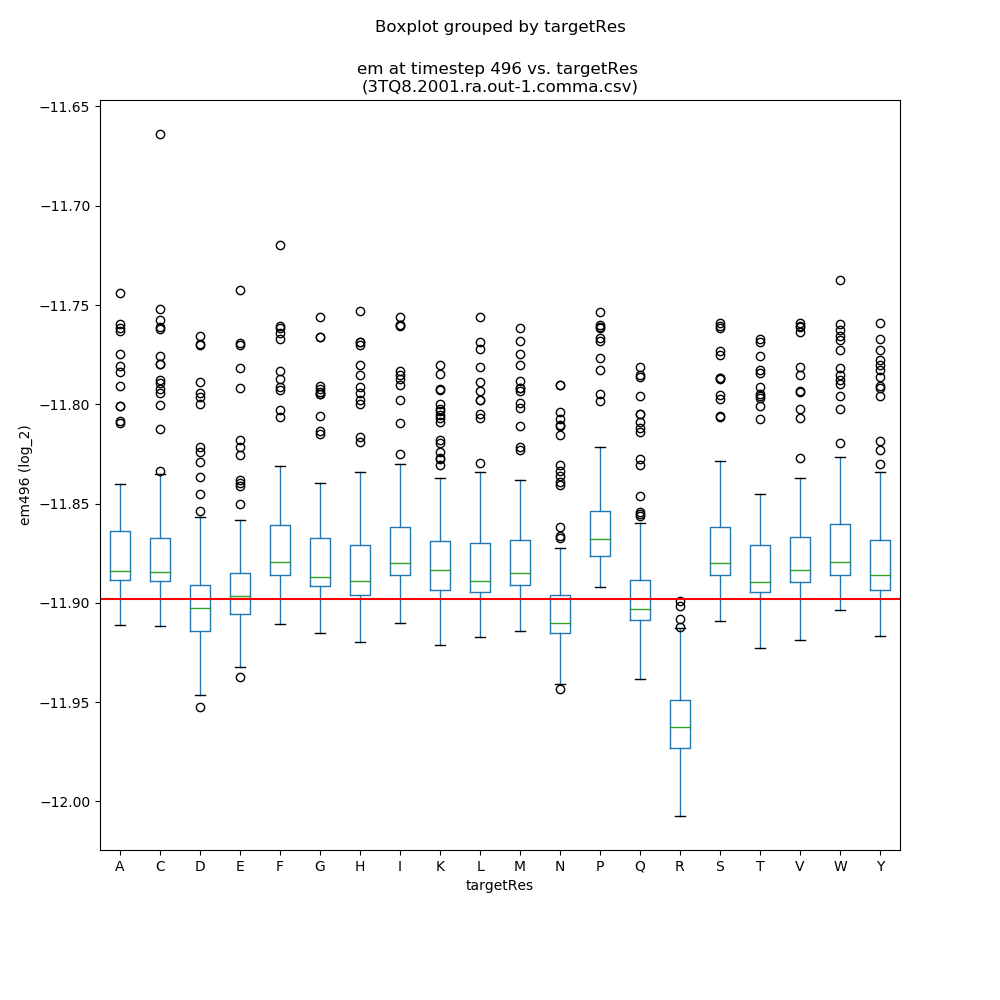 Boxplot grouped by targetRes
em at timestep 496 vs. targetRes
(3TQ8.2001.ra.out-1.comma.csv)
−11.65
−11.70
−11.75
−11.80
−11.85
−11.90
−11.95
−12.00
em496 (log_2)
A C D E F G H I K L M N P Q R S T V W Y
targetRes